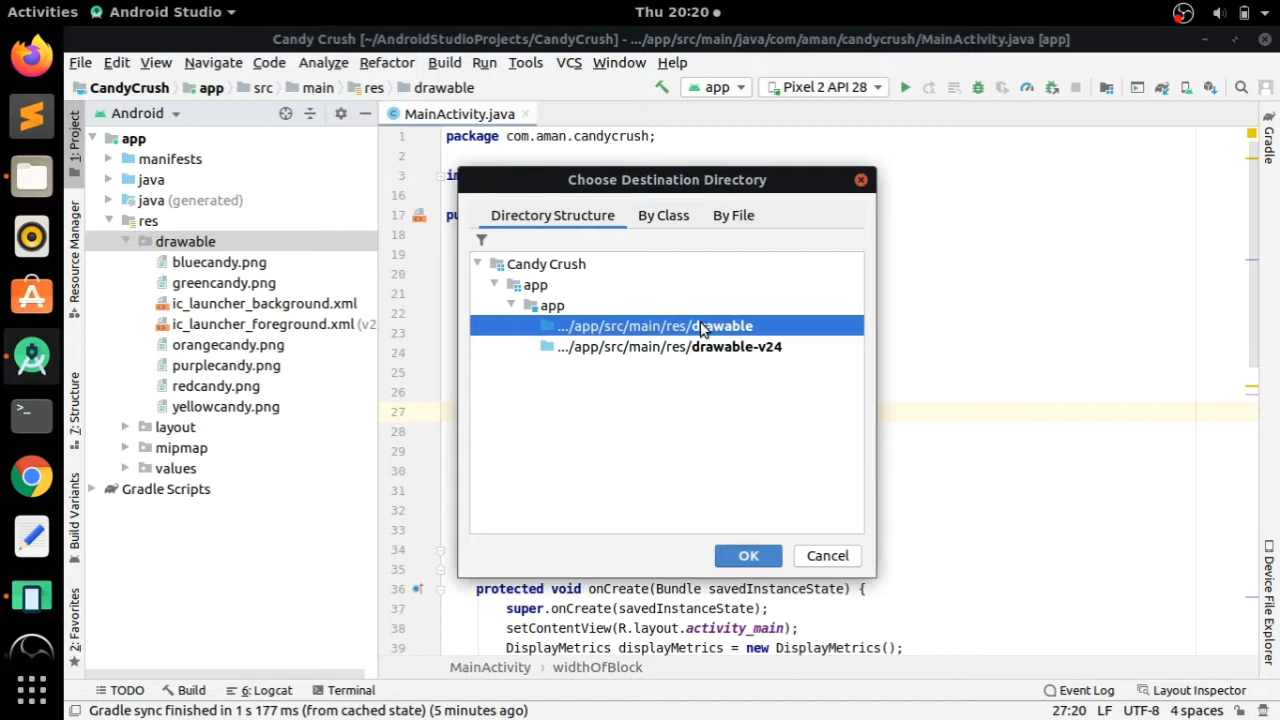 Activities Android Studio Thu 20:20
Candy Crush [~/AndroidStudioProjects/CandyCrush] - .../app/src/main/java/com/aman/candycrush/MainActivity.java [app]
File Edit View Navigate Code Analyze Refactor Build Run Tools VCS Window Help
CandyCrush app src main res drawable app Pixel 2 API 28
Android MainActivity.java
1: Project
Resource Manager
7: Structure
Build Variants
2: Favorites
app
manifests
java
java (generated)
res
drawable
bluecandy.png
greencandy.png
ic_launcher_background.xml
ic_launcher_foreground.xml (v2
orangecandy.png
purplecandy.png
redcandy.png
yellowcandy.png
layout
mipmap
values
Gradle Scripts
1 package com.aman.candycrush;
2
3 im
16
17 pu
18
19
20
21
22
23
24
25
26
27
28
29
30
31
32
33
34
35
36 protected void onCreate(Bundle savedInstanceState) {
37 super.onCreate(savedInstanceState);
38 setContentView(R.layout.activity_main);
39 DisplayMetrics displayMetrics = new DisplayMetrics();
MainActivity widthOfBlock
Choose Destination Directory
Directory Structure By Class By File
Candy Crush
app
app
.../app/src/main/res/drawable
.../app/src/main/res/drawable-v24
OK Cancel
Gradle
Device File Explorer
TODO Build 6: Logcat Terminal Event Log Layout Inspector
Gradle sync finished in 1 s 177 ms (from cached state) (5 minutes ago) 27:20 LF UTF-8 4 spaces